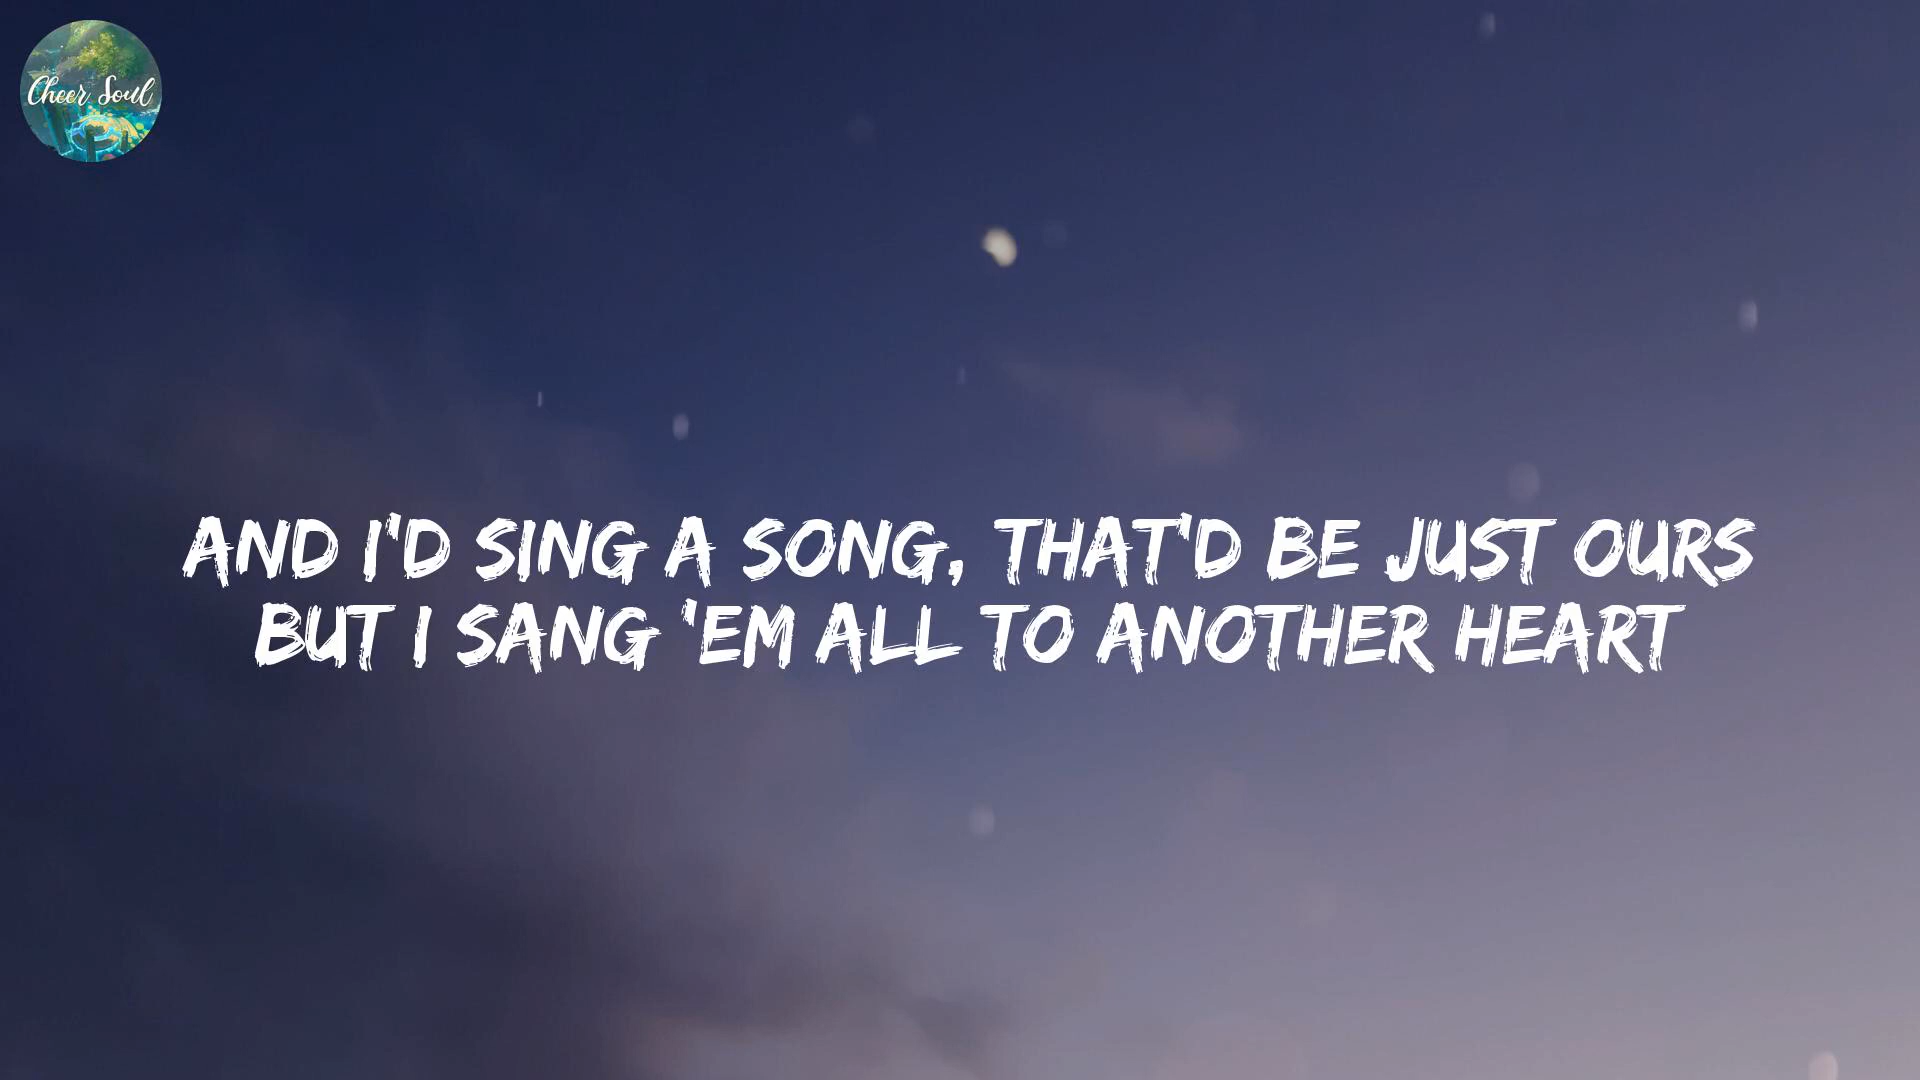 Cheer Soul
AND I'D SING A SONG, THAT'D BE JUST OURS
BUT I SANG 'EM ALL TO ANOTHER HEART